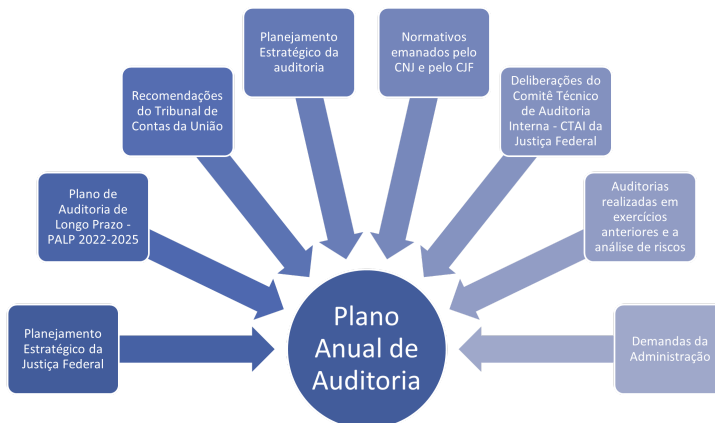 Planejamento
Estratégico da
Justiça Federal
Plano de
Auditoria de
Longo Prazo -
PALP 2022-2025
Recomendações
do Tribunal de
Contas da União
Planejamento
Estratégico da
auditoria
Normativos
emanados pelo
CNJ e pelo CJF
Deliberações do
Comitê Técnico
de Auditoria
Interna - CTAI da
Justiça Federal
Auditorias
realizadas em
exercícios
anteriores e a
análise de riscos
Demandas da
Administração
Plano
Anual de
Auditoria